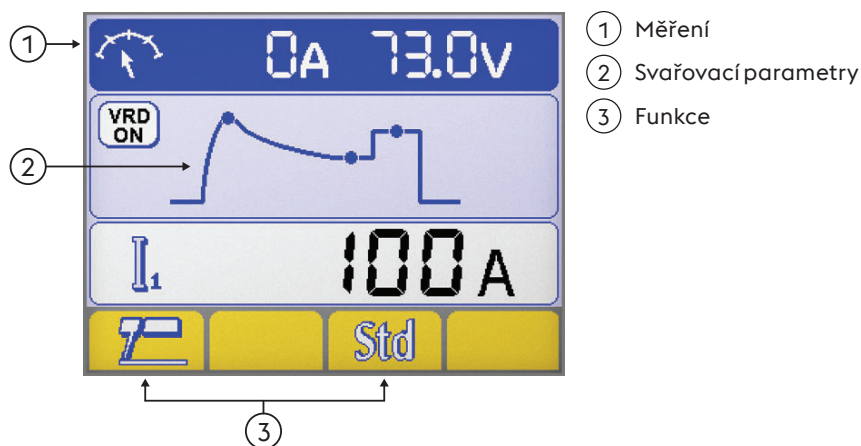 1
0A 73.0V
VRD
ON
2
I1
100A
Std
3
1 Měření
2 Svařovací parametry
3 Funkce